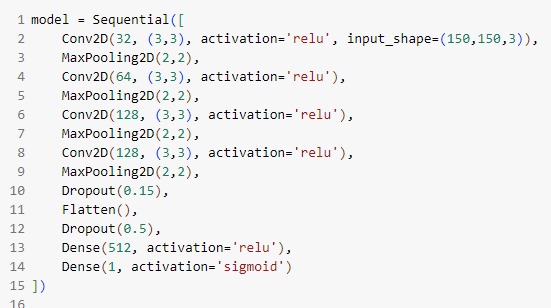 1 model = Sequential([
2     Conv2D(32, (3,3), activation='relu', input_shape=(150,150,3)),
3     MaxPooling2D(2,2),
4     Conv2D(64, (3,3), activation='relu'),
5     MaxPooling2D(2,2),
6     Conv2D(128, (3,3), activation='relu'),
7     MaxPooling2D(2,2),
8     Conv2D(128, (3,3), activation='relu'),
9     MaxPooling2D(2,2),
10     Dropout(0.15),
11     Flatten(),
12     Dropout(0.5),
13     Dense(512, activation='relu'),
14     Dense(1, activation='sigmoid')
15 ])
16